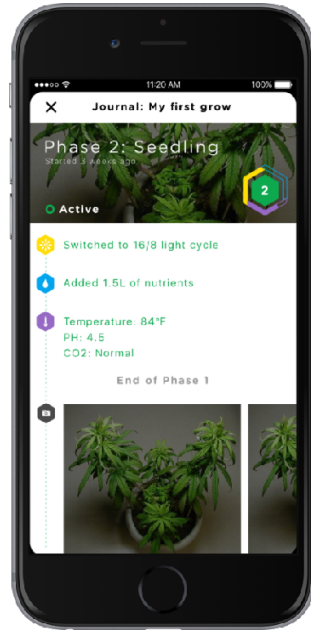 11:20 AM
100%
Journal: My first grow
Phase 2: Seedling
Started 3 weeks ago
2
Active
Switched to 16/8 light cycle
Added 1.5L of nutrients
Temperature: 84°F
PH: 4.5
CO2: Normal
End of Phase 1